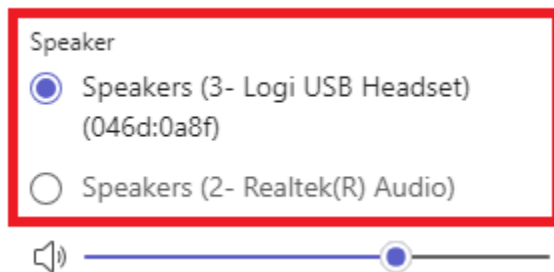 Speaker
Speakers (3- Logi USB Headset)
(046d:0a8f)
Speakers (2- Realtek(R) Audio)